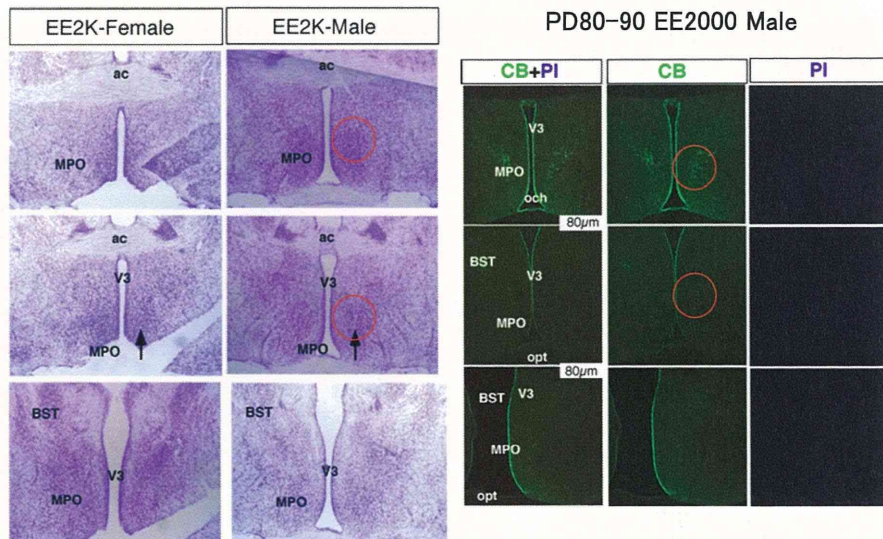 EE2K-Female
EE2K-Male
ac
MPO
ac
MPO
ac
V3
MPO
ac
V3
MPO
BST
V3
MPO
BST
V3
MPO
PD80-90 EE2000 Male
CB+PI
CB
PI
V3
MPO
och
80µm
BST
V3
MPO
opt
80µm
BST
V3
MPO
opt